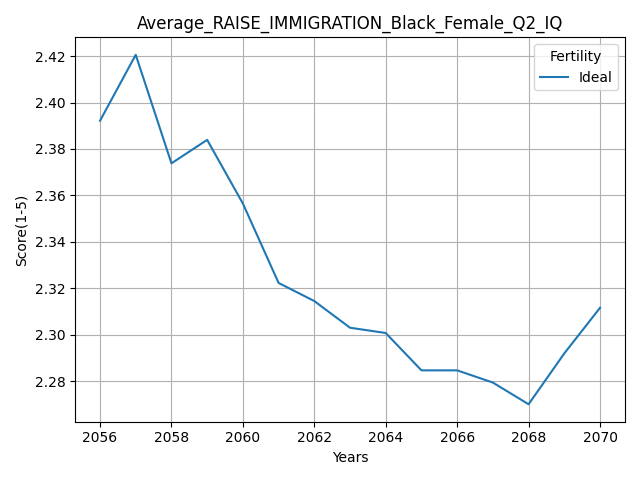 Average_RAISE_IMMIGRATION_Black_Female_Q2_IQ
Fertility
Ideal
Score(1-5)
2.42
2.40
2.38
2.36
2.34
2.32
2.30
2.28
2056 2058 2060 2062 2064 2066 2068 2070
Years